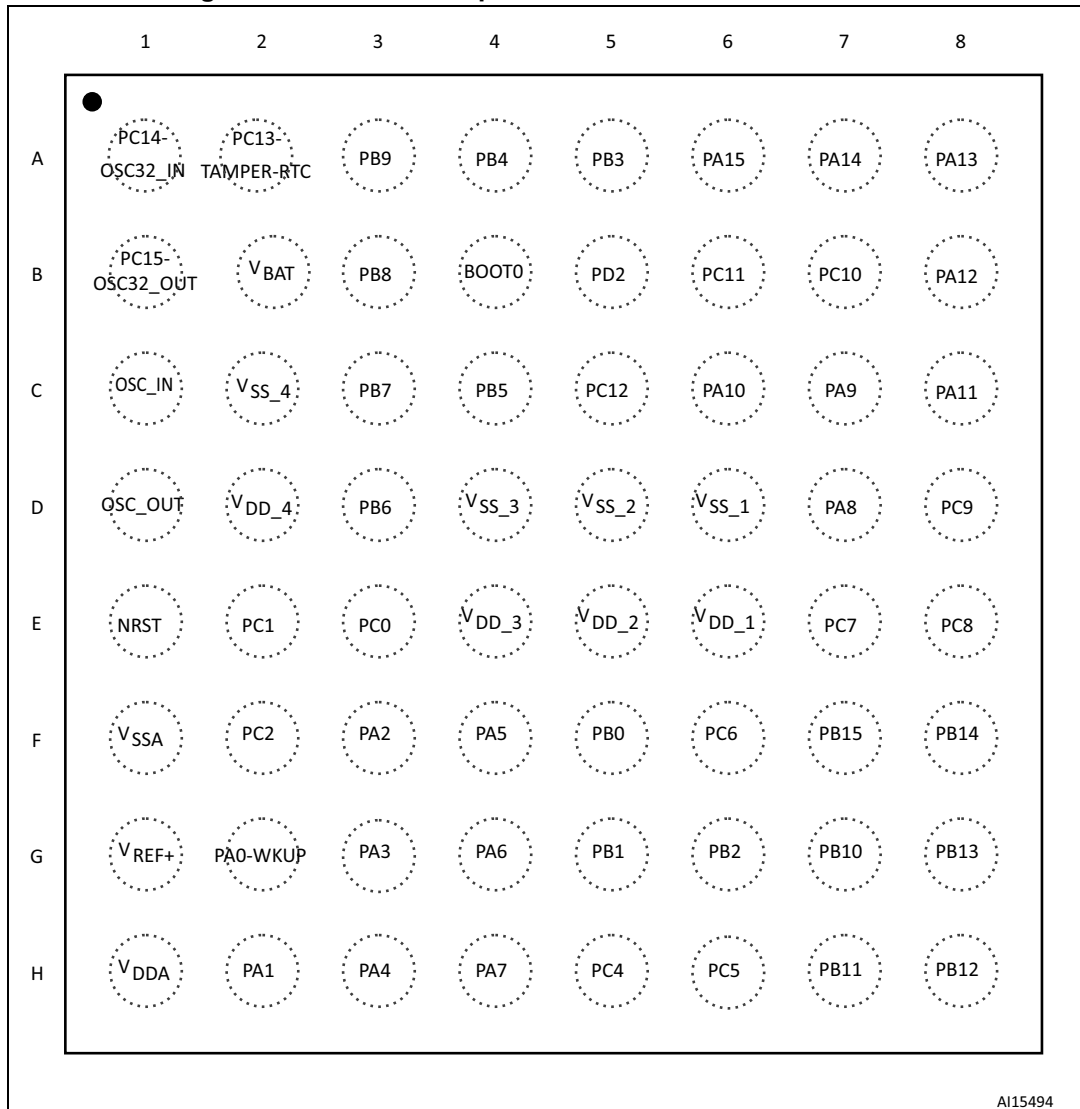 1 2 3 4 5 6 7 8
A PC14-OSC32_IN PC13-TAMPER-RTC PB9 PB4 PB3 PA15 PA14 PA13
B PC15-OSC32_OUT VBAT PB8 BOOT0 PD2 PC11 PC10 PA12
C OSC_IN VSS_4 PB7 PB5 PC12 PA10 PA9 PA11
D OSC_OUT VDD_4 PB6 VSS_3 VSS_2 VSS_1 PA8 PC9
E NRST PC1 PC0 VDD_3 VDD_2 VDD_1 PC7 PC8
F VSSA PC2 PA2 PA5 PB0 PC6 PB15 PB14
G VREF+ PA0-WKUP PA3 PA6 PB1 PB2 PB10 PB13
H VDDA PA1 PA4 PA7 PC4 PC5 PB11 PB12
AI15494